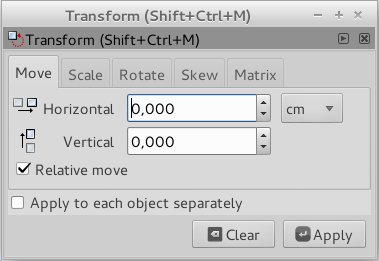 Transform (Shift+Ctrl+M)
Transform (Shift+Ctrl+M)
Move Scale Rotate Skew Matrix
Horizontal 0,000 cm
Vertical 0,000
Relative move
Apply to each object separately
Clear Apply